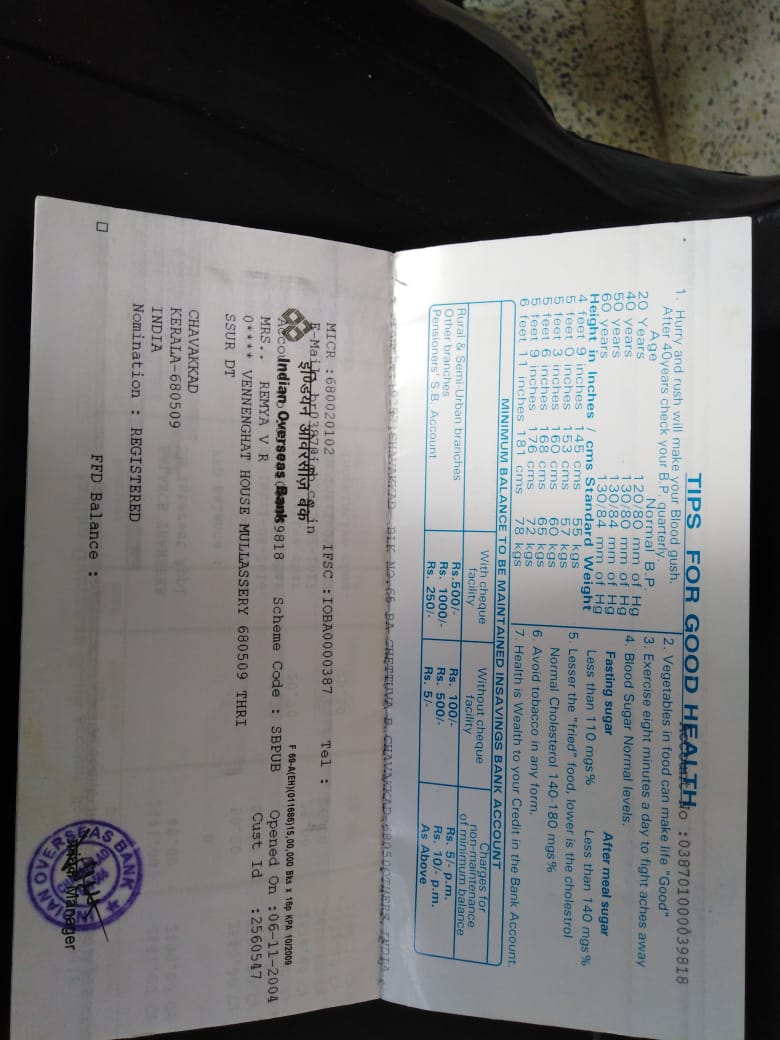 TIPS FOR GOOD HEALTH
Account No :038701000039818
1. Hurry and rush will make your Blood gush.
After 40years check your B.P. quarterly.
Age Normal B.P.
20 Years 120/80 mm of Hg
40 years 130/80 mm of Hg
50 years 130/84 mm of Hg
60 years 130/84 mm of Hg
Height in Inches / cms Standard Weight
4 feet 9 inches 145 cms 55 kgs
5 feet 0 inches 153 cms 57 kgs
5 feet 3 inches 160 cms 60 kgs
5 feet 6 inches 168 cms 65 kgs
5 feet 9 inches 176 cms 72 kgs
6 feet 11 inches 181 cms 78 kgs
2. Vegetables in food can make life "Good"
3. Exercise eight minutes a day to fight aches away
4. Blood Sugar Normal levels.
Fasting sugar After meal sugar
Less than 110 mgs% Less than 140 mgs%
5. Lesser the "fried" food, lower is the cholestrol
Normal Cholesterol 140-180 mgs%
6. Avoid tobacco in any form.
7. Health is Wealth to your Credit in the Bank Account.
MINIMUM BALANCE TO BE MAINTAINED INSAVINGS BANK ACCOUNT
With cheque facility Without cheque facility Charges for non-maintenance of minimum balance
Rural & Semi-Urban branches Rs.500/- Rs. 100/- Rs. 5/- p.m.
Other branches Rs. 1000/- Rs. 500/- Rs. 10/- p.m.
Pensioners' S.B. Account Rs. 250/- Rs. 5/- As Above
BLK NO.66 BA CHETTUVA R CHAVAKKAD,680506OTHERS INDIA
MICR :680020102 IFSC :IOBA0000387 Tel :
E-Mail
इण्डियन ओवरसीज़ बैंक
Indian Overseas Bank
F 69-A(EH)(011686)15,00,000 Bks x 16p KPA 10/2009
9818 Scheme Code : SBPUB Opened On :06-11-2004
MRS.. REMYA V R Cust Id :2560547
0**** VENNENGHAT HOUSE MULLASSERY 680509 THRI
SSUR DT
CHAVAKKAD
KERALA-680509
INDIA
Nomination : REGISTERED
FFD Balance :
OVERSEAS BANK
Manager